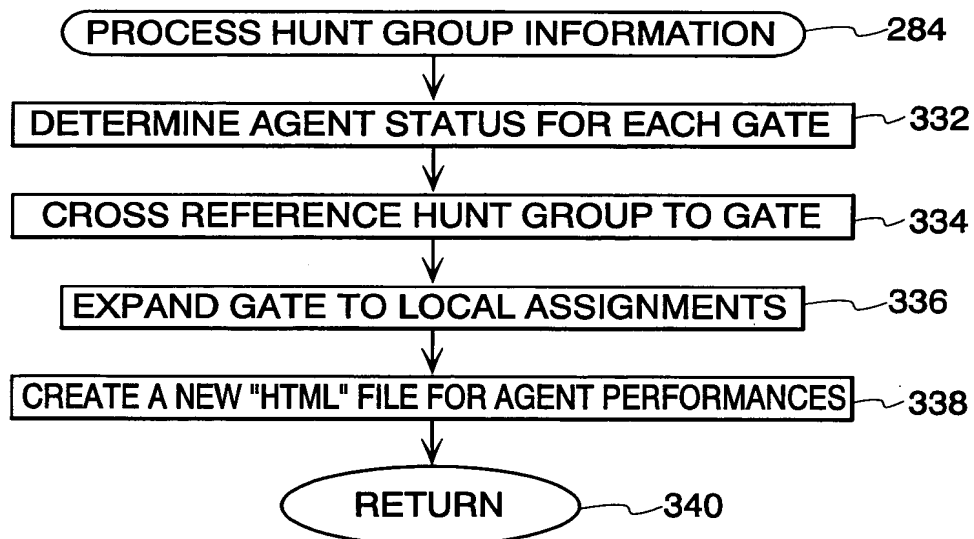 PROCESS HUNT GROUP INFORMATION 284
DETERMINE AGENT STATUS FOR EACH GATE 332
CROSS REFERENCE HUNT GROUP TO GATE 334
EXPAND GATE TO LOCAL ASSIGNMENTS 336
CREATE A NEW "HTML" FILE FOR AGENT PERFORMANCES 338
RETURN 340